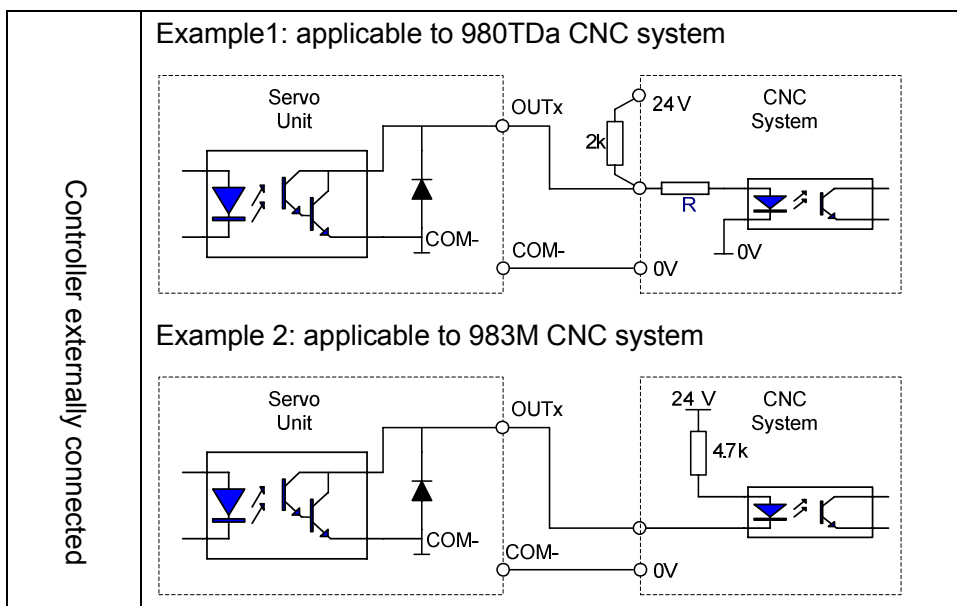 Controller externally connected
Example1: applicable to 980TDa CNC system
Servo
Unit
OUTx
24 V
CNC
System
2k
R
COM-
COM-
0V
0V
Example 2: applicable to 983M CNC system
Servo
Unit
OUTx
24 V
CNC
System
4.7k
COM-
COM-
0V